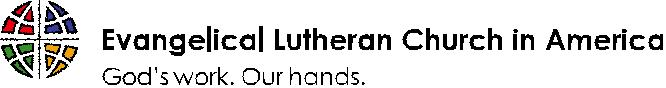 Evangelical Lutheran Church in America
God's work. Our hands.